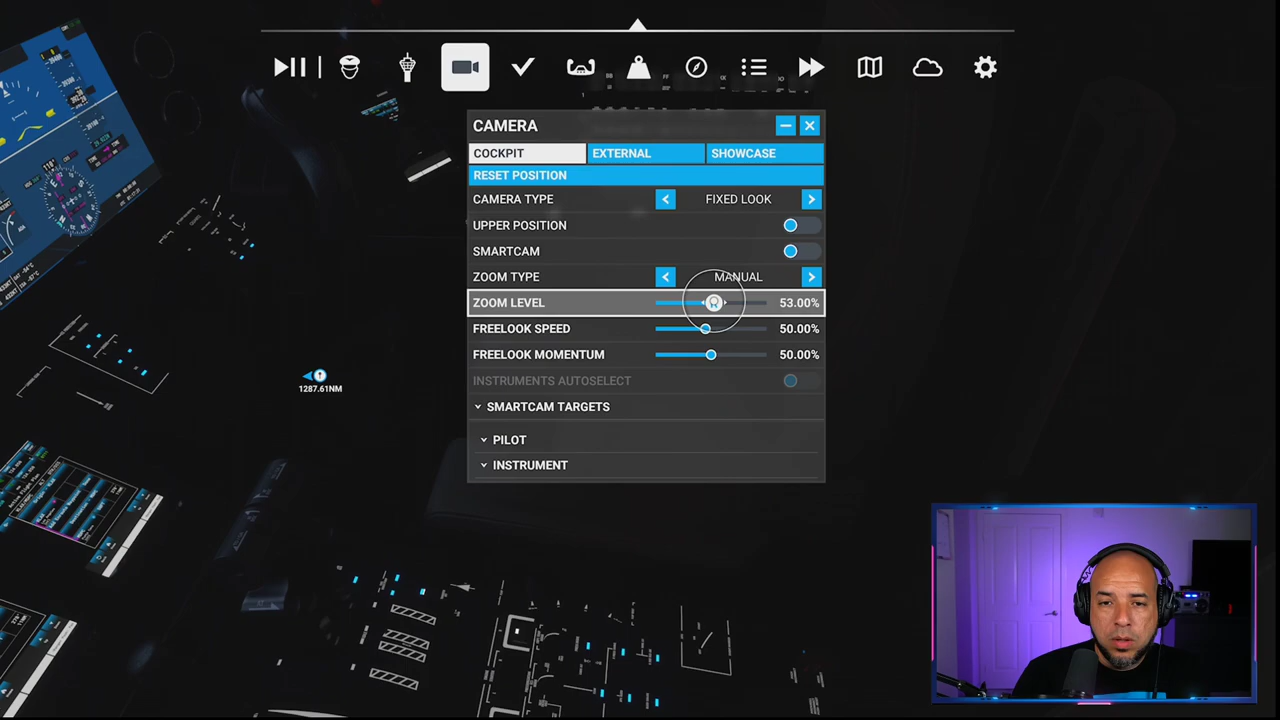 CAMERA
COCKPIT
EXTERNAL
SHOWCASE
RESET POSITION
CAMERA TYPE
FIXED LOOK
UPPER POSITION
SMARTCAM
ZOOM TYPE
MANUAL
ZOOM LEVEL
53.00%
FREELOOK SPEED
50.00%
FREELOOK MOMENTUM
50.00%
INSTRUMENTS AUTOSELECT
SMARTCAM TARGETS
PILOT
INSTRUMENT
1287.61NM